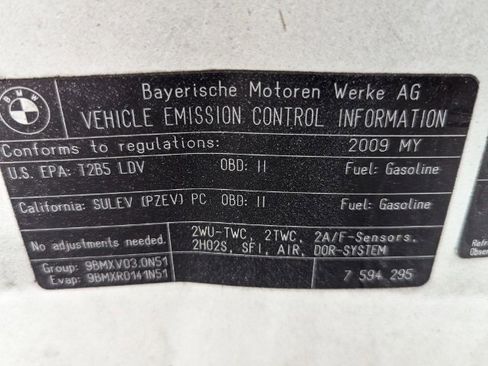 BMW
Bayerische Motoren Werke AG
VEHICLE EMISSION CONTROL INFORMATION
Conforms to regulations: 2009 MY
U.S. EPA: T2B5 LDV OBD: II Fuel: Gasoline
California: SULEV (PZEV) PC OBD: II Fuel: Gasoline
No adjustments needed. 2WU-TWC, 2TWC, 2A/F-Sensors,
2HO2S, SFI, AIR, DOR-SYSTEM
Group: 9BMXV03.0N51
Evap: 9BMXR0141N51 7 594 295
Refr
Obser